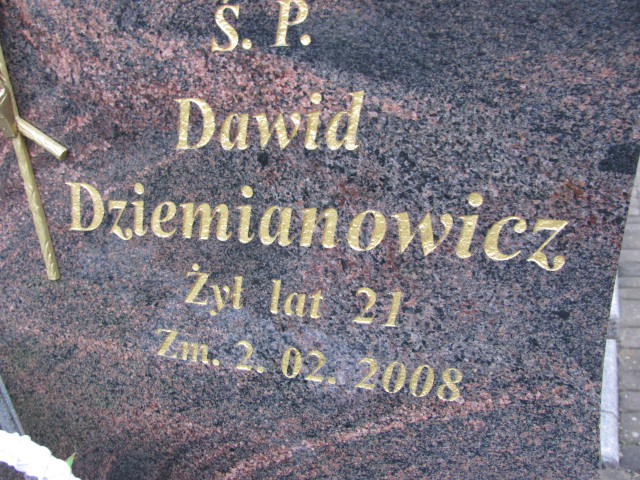 Ś. P.
Dawid
Dziemianowicz
Żył lat 21
Zm. 2. 02. 2008